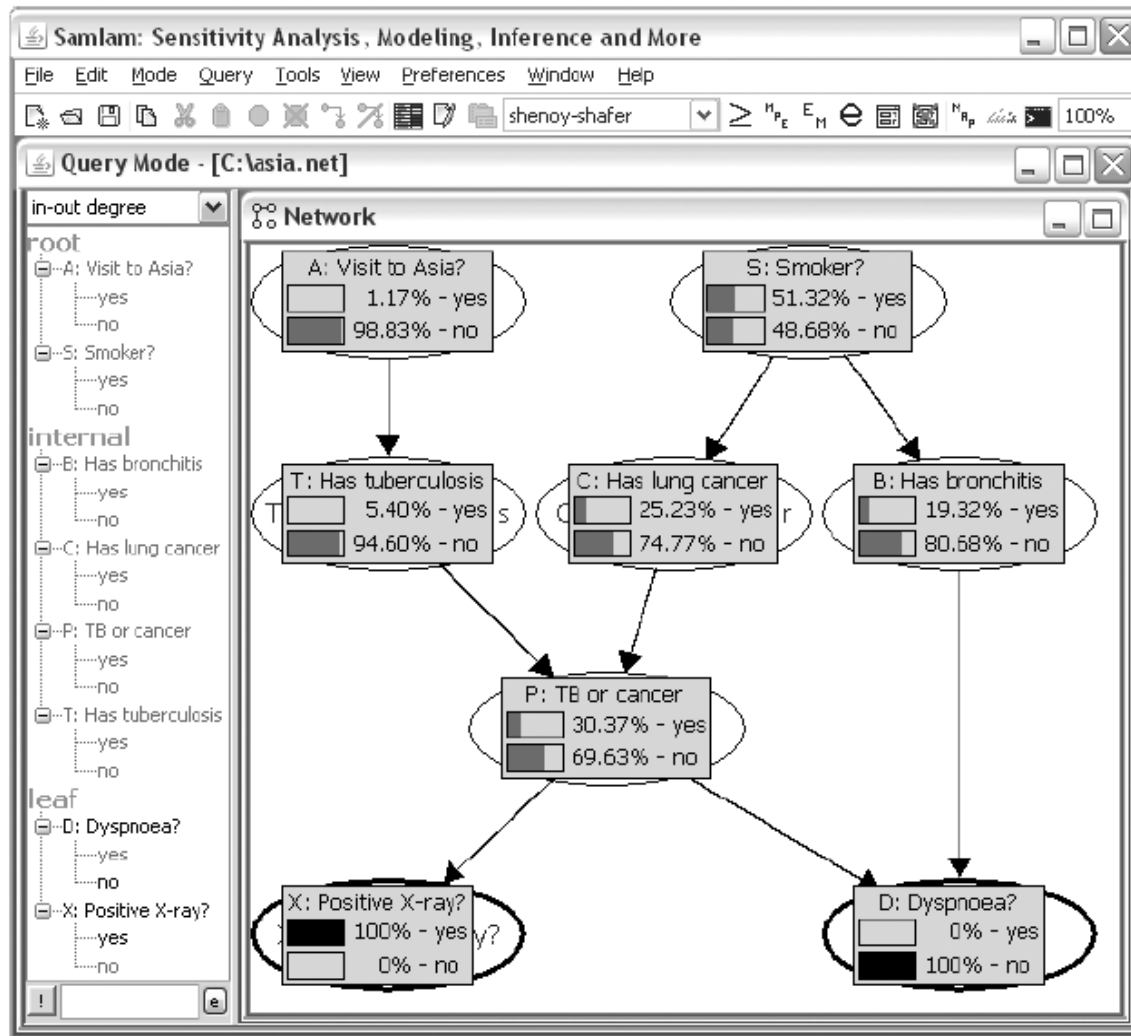 Samlam: Sensitivity Analysis, Modeling, Inference and More
File Edit Mode Query Tools View Preferences Window Help
shenoy-shafer
MPE
EM
MAP
100%
Query Mode - [C:\asia.net]
in-out degree
root
A: Visit to Asia?
yes
no
S: Smoker?
yes
no
internal
B: Has bronchitis
yes
no
C: Has lung cancer
yes
no
P: TB or cancer
yes
no
T: Has tuberculosis
yes
no
leaf
D: Dyspnoea?
yes
no
X: Positive X-ray?
yes
no
!
e
Network
A: Visit to Asia?
1.17% - yes
98.83% - no
S: Smoker?
51.32% - yes
48.68% - no
T: Has tuberculosis
5.40% - yes
94.60% - no
C: Has lung cancer
25.23% - yes
74.77% - no
B: Has bronchitis
19.32% - yes
80.68% - no
P: TB or cancer
30.37% - yes
69.63% - no
X: Positive X-ray?
100% - yes
0% - no
D: Dyspnoea?
0% - yes
100% - no